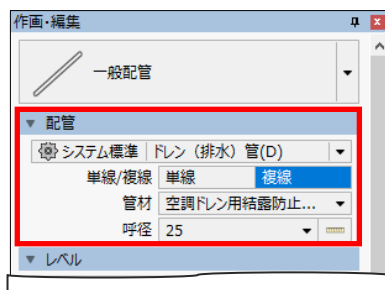 作画・編集
一般配管
▼ 配管
システム標準 ドレン（排水）管(D)
単線/複線 単線 複線
管材 空調ドレン用結露防止...
呼径 25
▼ レベル